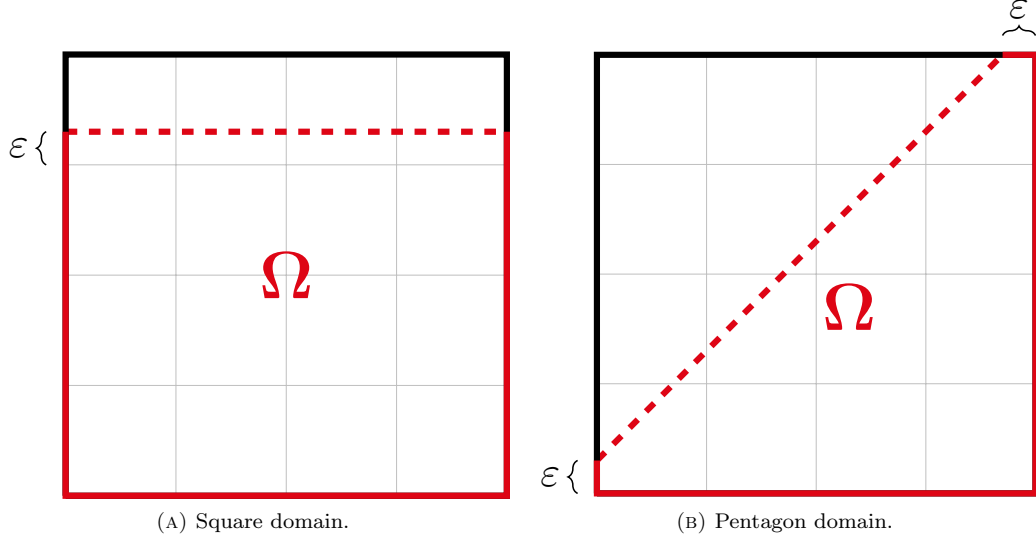 ε
ε {
Ω
Ω
ε {
(A) Square domain.
(B) Pentagon domain.